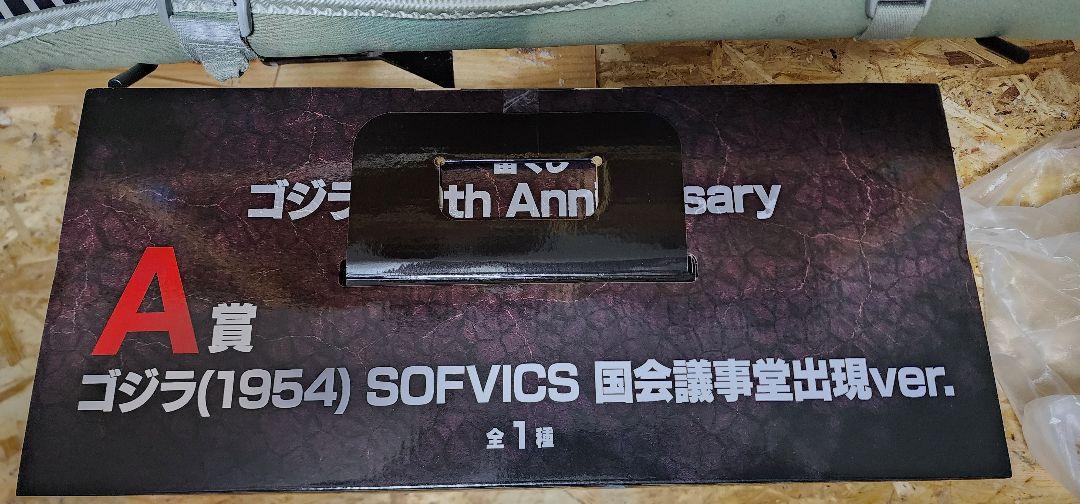 ゴジラ th Ann sary
A賞
ゴジラ(1954) SOFVICS 国会議事堂出現ver.
全1種